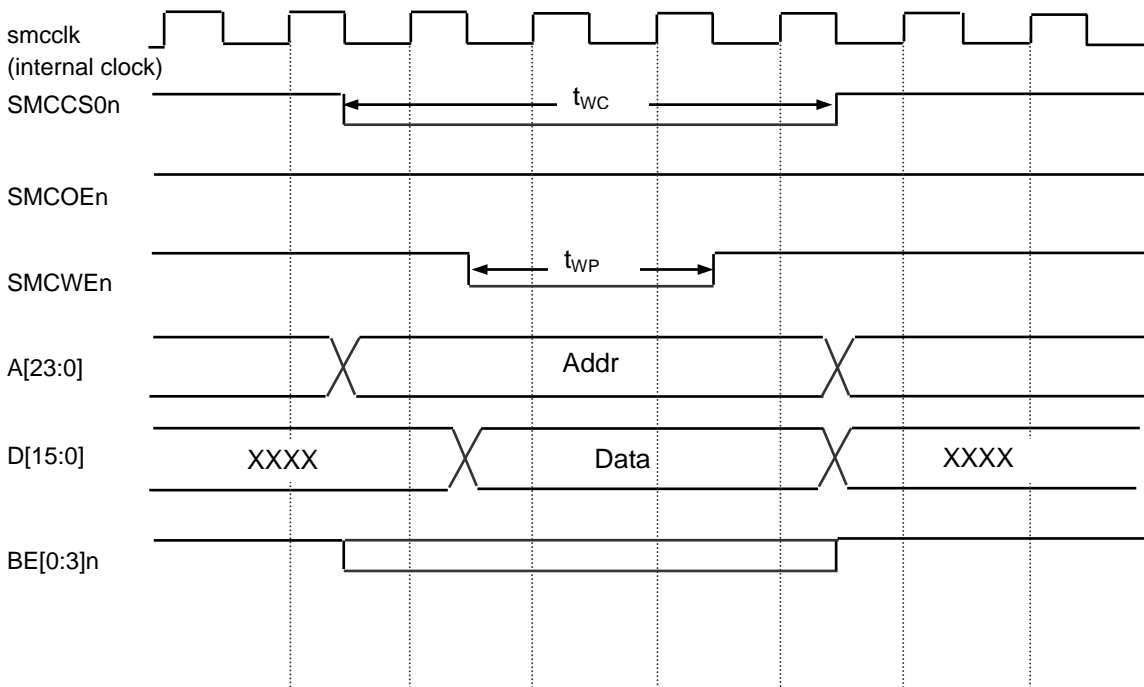 smcclk
(internal clock)
SMCCS0n
tWC
SMCOEn
SMCWEn
tWP
A[23:0]
Addr
D[15:0]
XXXX
Data
XXXX
BE[0:3]n